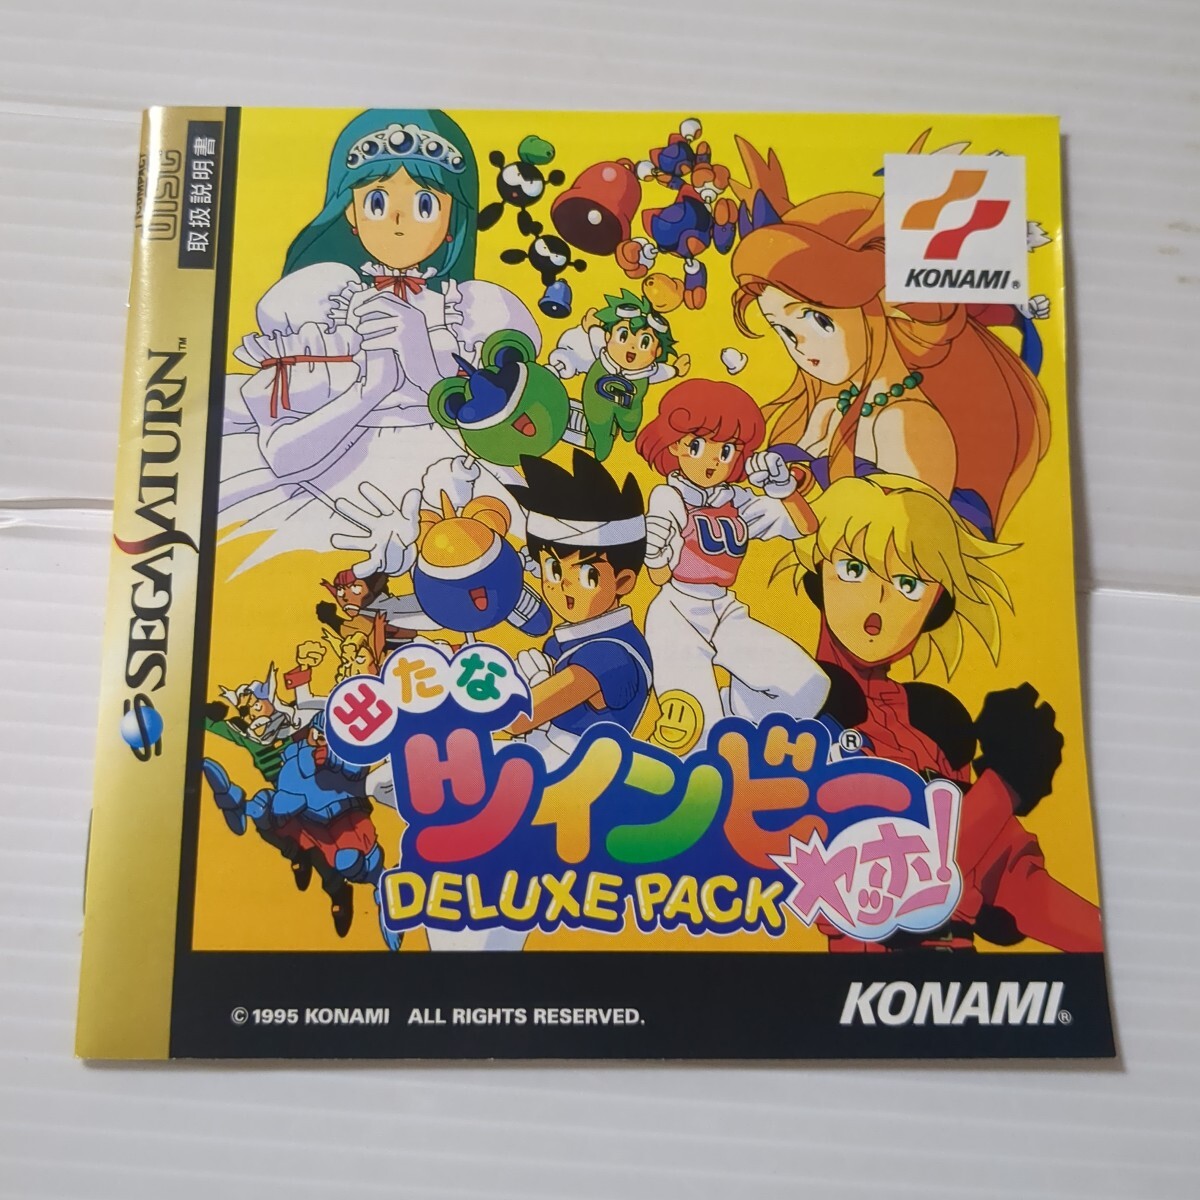 COMPACT
DISC
取扱説明書
SEGA SATURN™
KONAMI®
G
W
出たな
ツインビー®
ヤッホー!
DELUXE PACK
© 1995 KONAMI ALL RIGHTS RESERVED.
KONAMI®